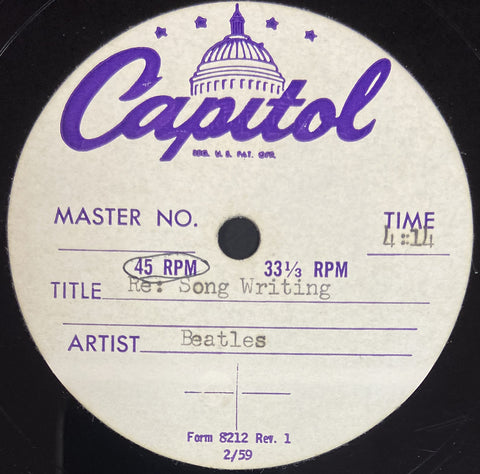 Capitol
REG. U.S. PAT. OFF.
MASTER NO.
TIME 4:14
45 RPM 33⅓ RPM
TITLE Re: Song Writing
ARTIST Beatles
Form 8212 Rev. 1
2/59